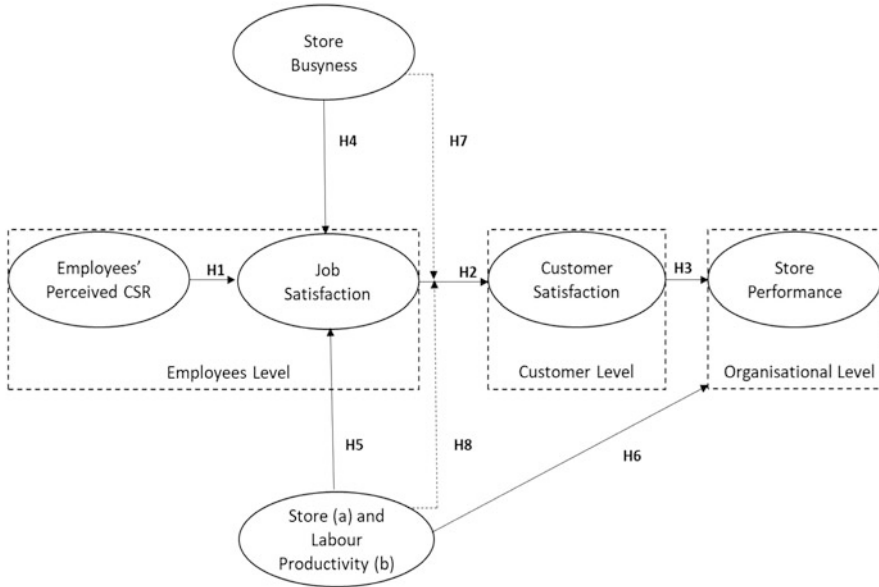 Store
Busyness
H4
H7
Employees'
Perceived CSR
H1
Job
Satisfaction
H2
Customer
Satisfaction
H3
Store
Performance
Employees Level
Customer Level
Organisational Level
H5
H8
H6
Store (a) and
Labour
Productivity (b)